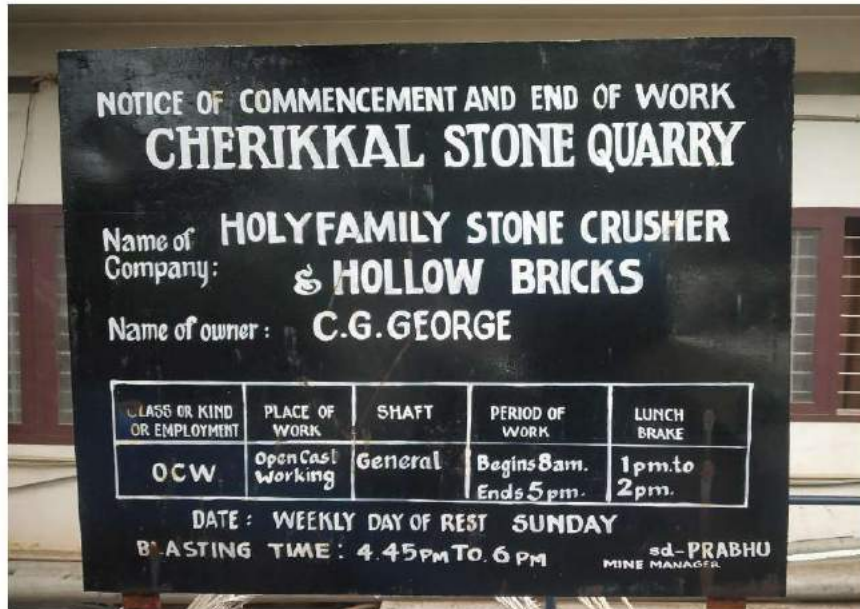 NOTICE OF COMMENCEMENT AND END OF WORK
CHERIKKAL STONE QUARRY
Name of Company: HOLYFAMILY STONE CRUSHER
& HOLLOW BRICKS
Name of owner : C.G.GEORGE
CLASS OR KIND OR EMPLOYMENT PLACE OF WORK SHAFT PERIOD OF WORK LUNCH BRAKE
OCW Open Cast Working General Begins 8am. Ends 5pm. 1pm.to 2pm.
DATE : WEEKLY DAY OF REST SUNDAY
BLASTING TIME : 4.45PM TO. 6 PM
sd-PRABHU
MINE MANAGER